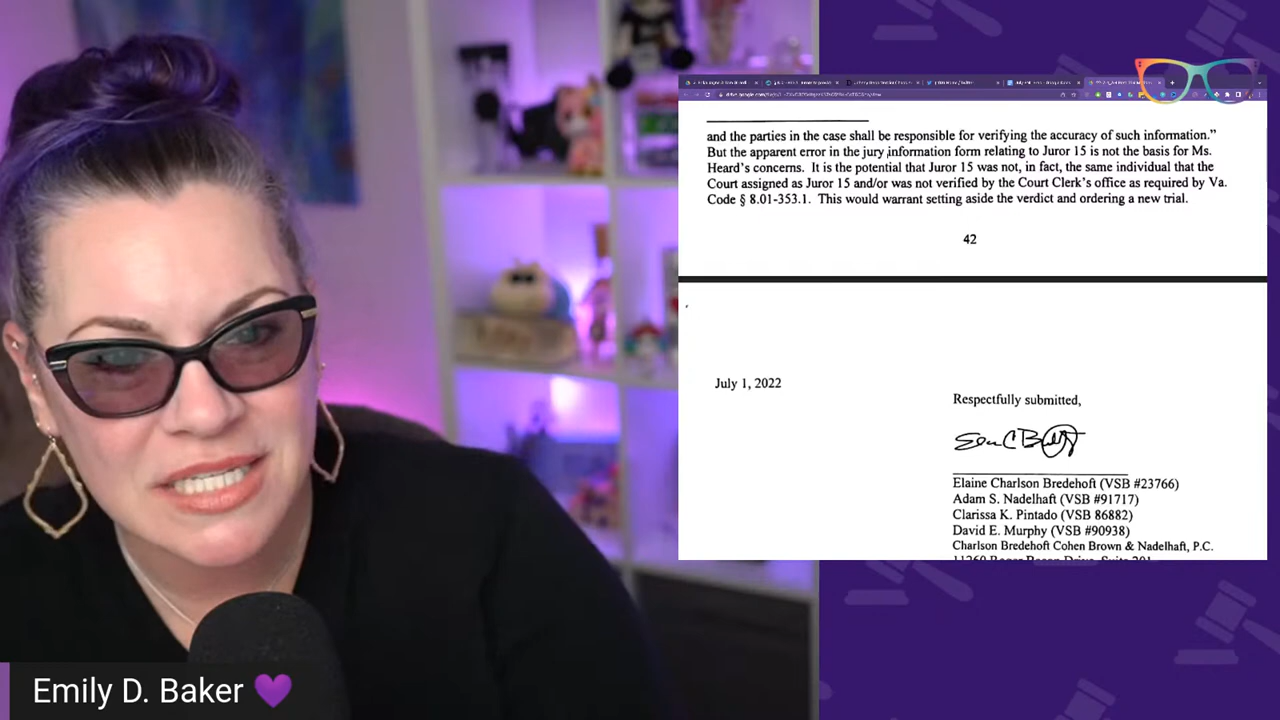 and the parties in the case shall be responsible for verifying the accuracy of such information."
But the apparent error in the jury information form relating to Juror 15 is not the basis for Ms.
Heard's concerns. It is the potential that Juror 15 was not, in fact, the same individual that the
Court assigned as Juror 15 and/or was not verified by the Court Clerk's office as required by Va.
Code § 8.01-353.1. This would warrant setting aside the verdict and ordering a new trial.
42
July 1, 2022
Respectfully submitted,
Elaine Charlson Bredehoft (VSB #23766)
Adam S. Nadelhaft (VSB #91717)
Clarissa K. Pintado (VSB 86882)
David E. Murphy (VSB #90938)
Charlson Bredehoft Cohen Brown & Nadelhaft, P.C.
Emily D. Baker 💜